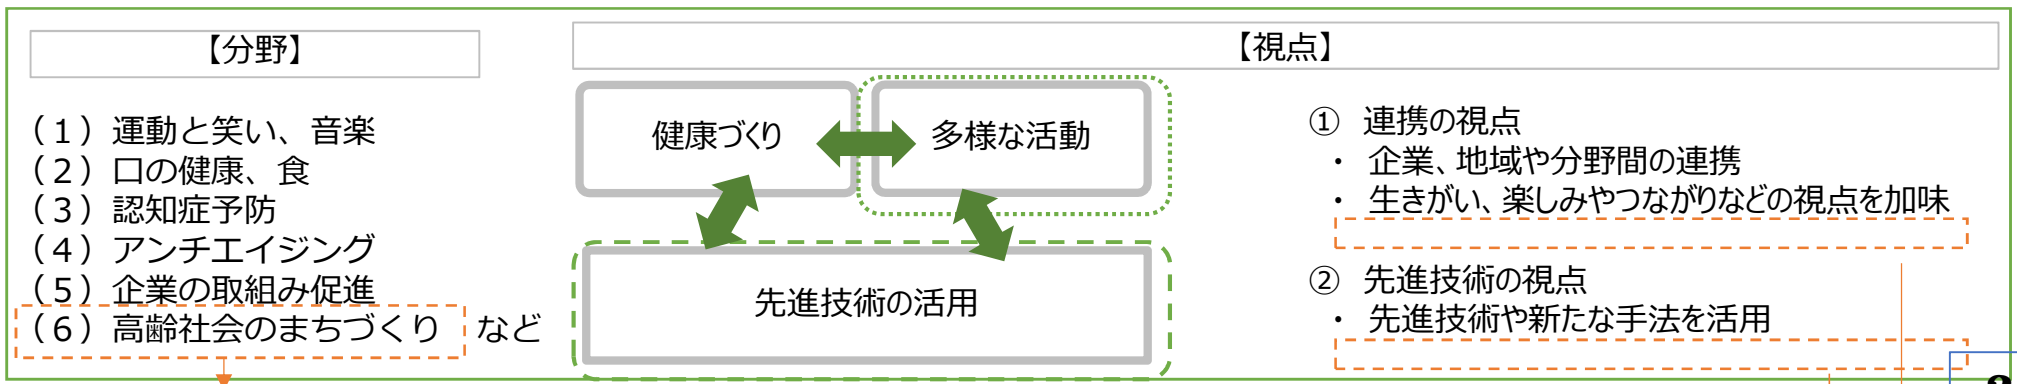 【分野】
（１）運動と笑い、音楽
（２）口の健康、食
（３）認知症予防
（４）アンチエイジング
（５）企業の取組み促進
（６）高齢社会のまちづくり など
【視点】
健康づくり
多様な活動
先進技術の活用
① 連携の視点
・ 企業、地域や分野間の連携
・ 生きがい、楽しみやつながりなどの視点を加味
② 先進技術の視点
・ 先進技術や新たな手法を活用